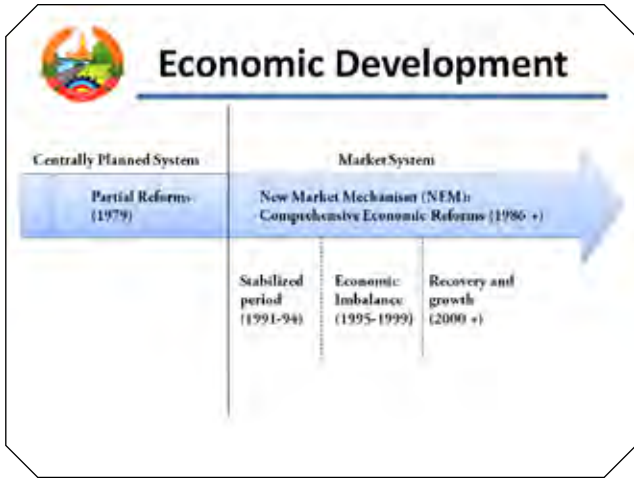 Economic Development
Centrally Planned System
Market System
Partial Reforms
(1979)
New Market Mechanism (NEM):
Comprehensive Economic Reforms (1986 +)
Stabilized
period
(1991-94)
Economic
Imbalance
(1995-1999)
Recovery and
growth
(2000 +)